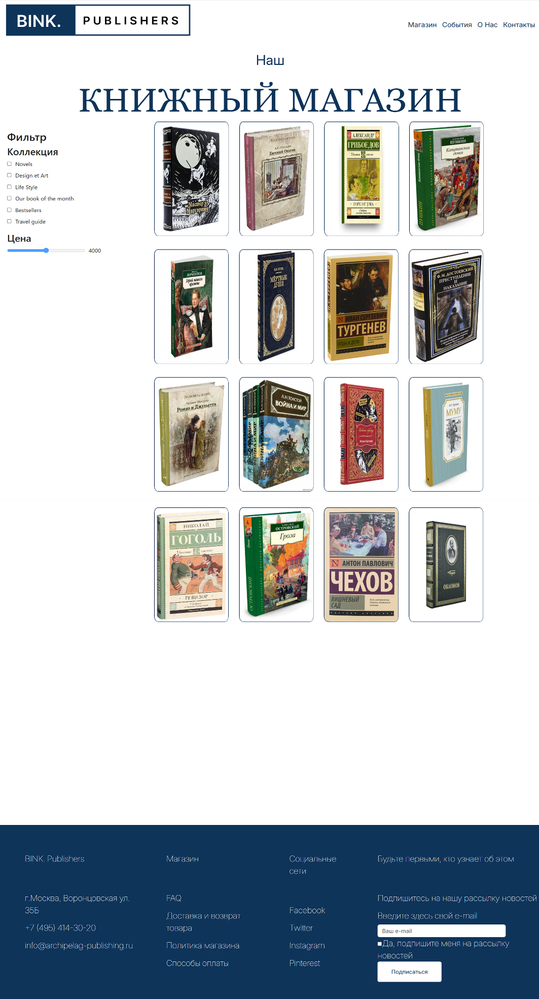 BINK. PUBLISHERS
Магазин События О Нас Контакты
Наш
КНИЖНЫЙ МАГАЗИН
Фильтр
Коллекция
Novels
Design et Art
Life Style
Our book of the month
Bestsellers
Travel guide
Цена
4000
Мастер и
Маргарита
А.С. Пушкин
Евгений Онегин
АЛЕКСАНДР
ГРИБОЕДОВ
ГОРЕ ОТ УМА
АЛЕКСАНДР
ПУШКИН
Капитанская
дочка
ПУШКИН
ЛЕРМОНТОВ
Герой нашего
времени
МЁРТВЫЕ
ДУШИ
ИВАН СЕРГЕЕВИЧ
ТУРГЕНЕВ
ОТЦЫ И ДЕТИ
Ф. М. ДОСТОЕВСКИЙ
ПРЕСТУПЛЕНИЕ
И
НАКАЗАНИЕ
Ромео и Джульетта
Л.Н. ТОЛСТОЙ
ВОЙНА И МИР
МУМУ
НИКОЛАЙ
ГОГОЛЬ
РЕВИЗОР
АЛЕКСАНДР
ОСТРОВСКИЙ
Гроза
ОСТРОВСКИЙ
АНТОН ПАВЛОВИЧ
ЧЕХОВ
ВИШНЕВЫЙ
САД
ОБЛОМОВ
BINK. Publishers
г.Москва, Воронцовская ул.
35Б
+7 (495) 414-30-20
info@archipelag-publishing.ru
Магазин
FAQ
Доставка и возврат
товара
Политика магазина
Способы оплаты
Социальные
сети
Facebook
Twitter
Instagram
Pinterest
Будьте первыми, кто узнает об этом
Подпишитесь на нашу рассылку новостей
Введите здесь свой e-mail
Ваш e-mail
Да, подпишите меня на рассылку
новостей
Подписаться